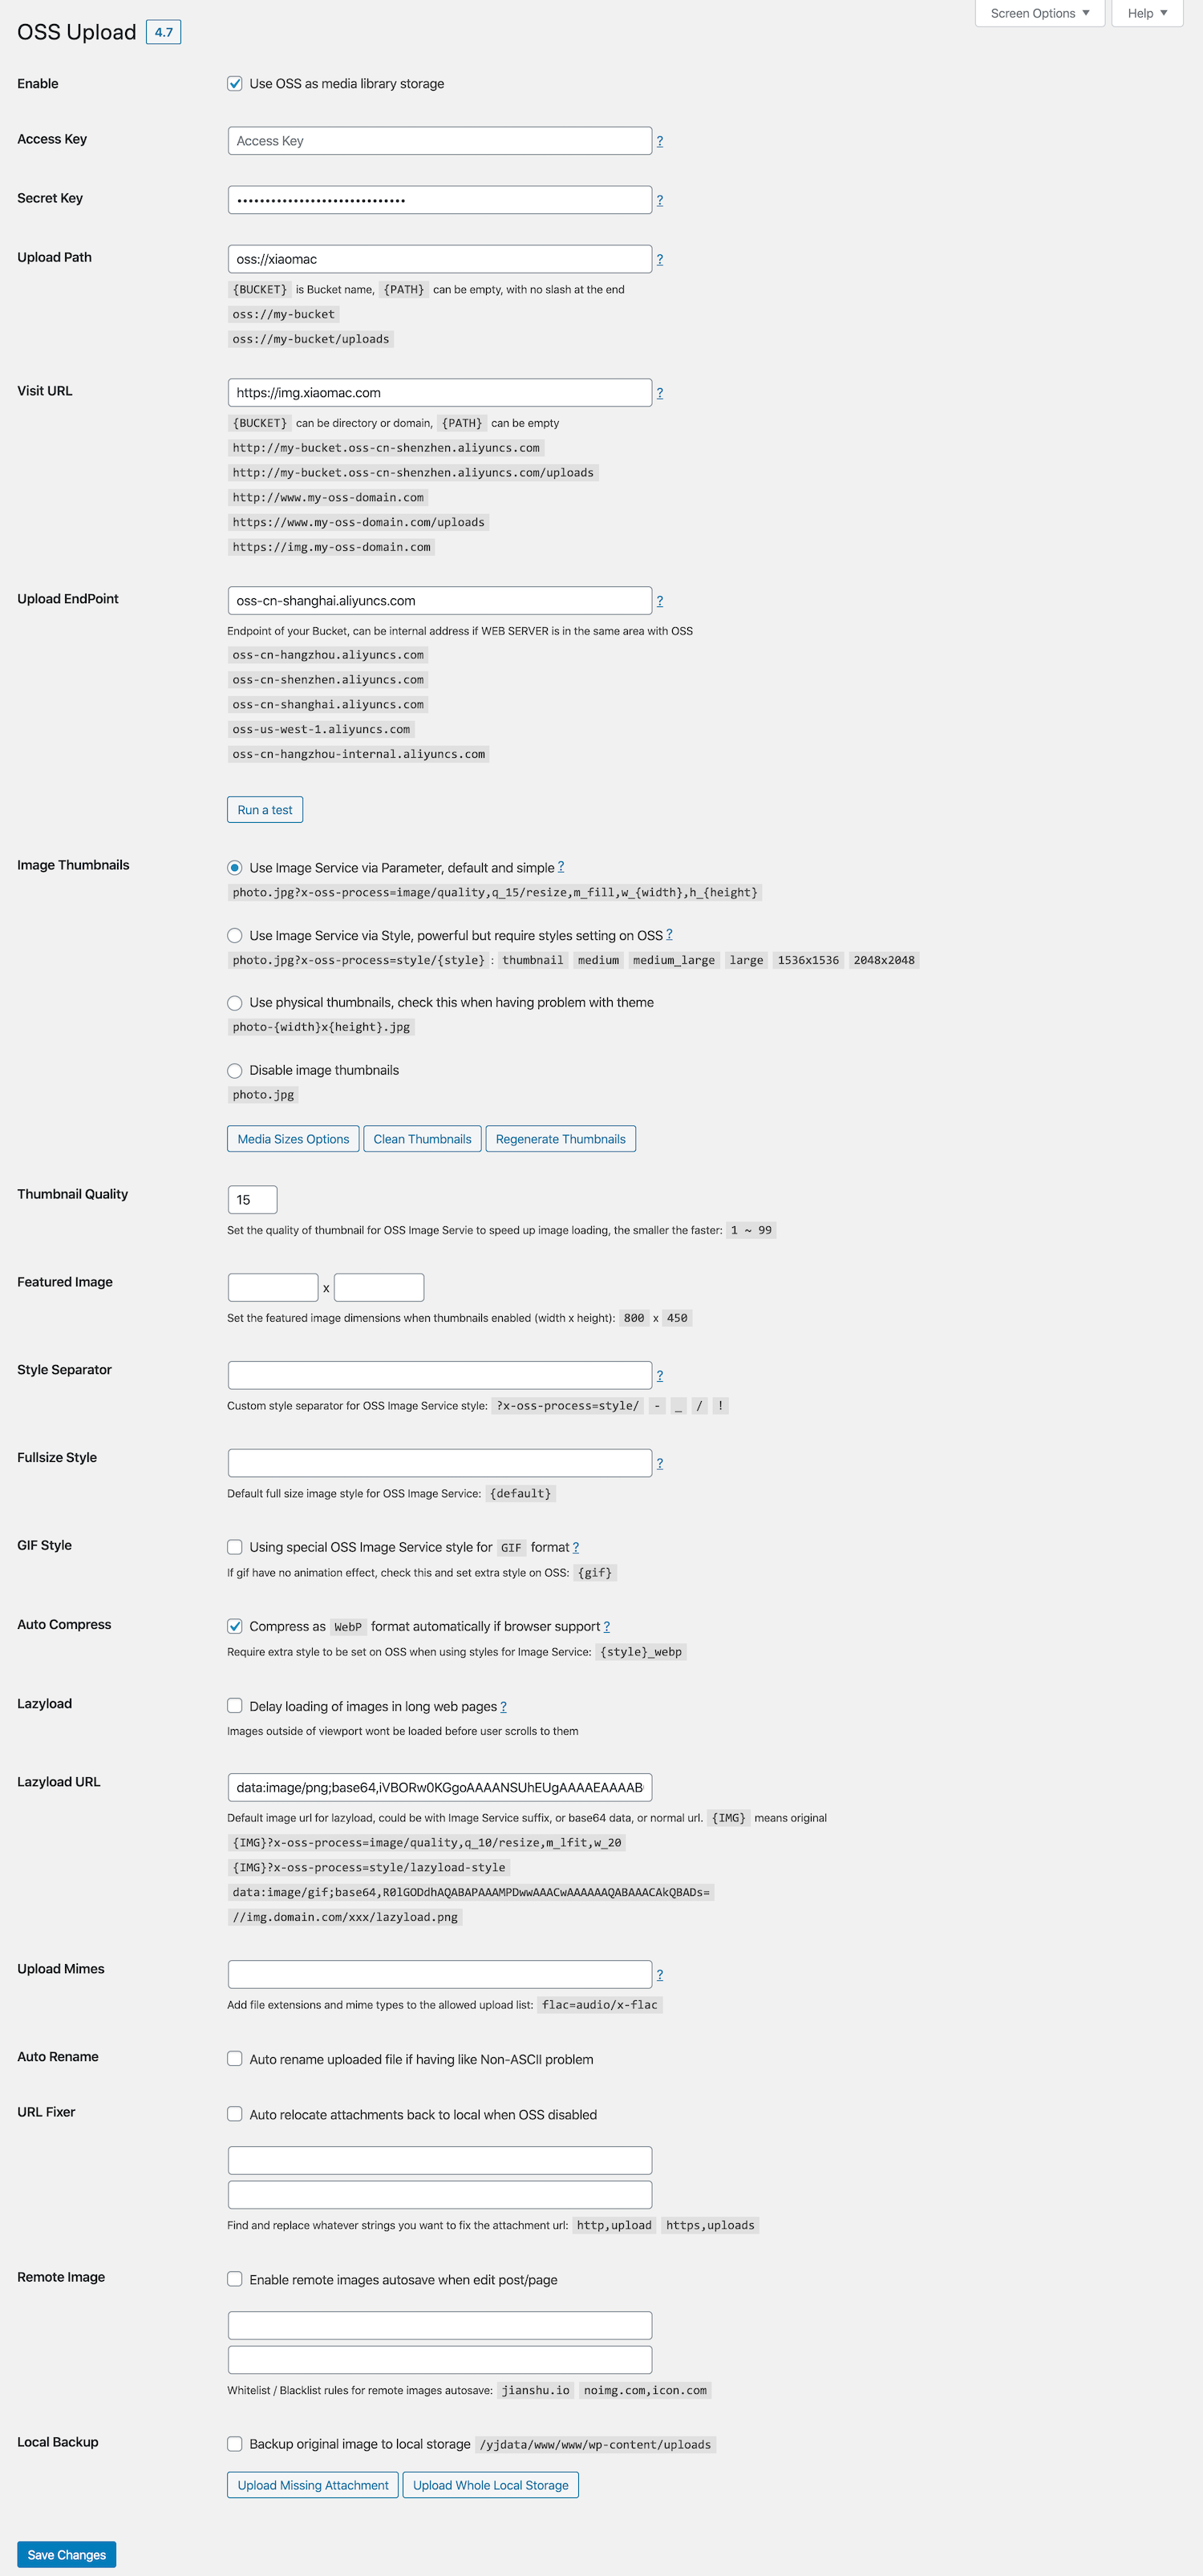 Screen Options ▼ Help ▼
OSS Upload 4.7
Enable Use OSS as media library storage
Access Key Access Key ?
Secret Key •••••••••••••••••••••••••••••• ?
Upload Path oss://xiaomac ?
{BUCKET} is Bucket name, {PATH} can be empty, with no slash at the end
oss://my-bucket
oss://my-bucket/uploads
Visit URL https://img.xiaomac.com ?
{BUCKET} can be directory or domain, {PATH} can be empty
http://my-bucket.oss-cn-shenzhen.aliyuncs.com
http://my-bucket.oss-cn-shenzhen.aliyuncs.com/uploads
http://www.my-oss-domain.com
https://www.my-oss-domain.com/uploads
https://img.my-oss-domain.com
Upload EndPoint oss-cn-shanghai.aliyuncs.com ?
Endpoint of your Bucket, can be internal address if WEB SERVER is in the same area with OSS
oss-cn-hangzhou.aliyuncs.com
oss-cn-shenzhen.aliyuncs.com
oss-cn-shanghai.aliyuncs.com
oss-us-west-1.aliyuncs.com
oss-cn-hangzhou-internal.aliyuncs.com
Run a test
Image Thumbnails Use Image Service via Parameter, default and simple ?
photo.jpg?x-oss-process=image/quality,q_15/resize,m_fill,w_{width},h_{height}
Use Image Service via Style, powerful but require styles setting on OSS ?
photo.jpg?x-oss-process=style/{style} : thumbnail medium medium_large large 1536x1536 2048x2048
Use physical thumbnails, check this when having problem with theme
photo-{width}x{height}.jpg
Disable image thumbnails
photo.jpg
Media Sizes Options Clean Thumbnails Regenerate Thumbnails
Thumbnail Quality 15
Set the quality of thumbnail for OSS Image Servie to speed up image loading, the smaller the faster: 1 ~ 99
Featured Image x
Set the featured image dimensions when thumbnails enabled (width x height): 800 x 450
Style Separator ?
Custom style separator for OSS Image Service style: ?x-oss-process=style/ - _ / !
Fullsize Style ?
Default full size image style for OSS Image Service: {default}
GIF Style Using special OSS Image Service style for GIF format ?
If gif have no animation effect, check this and set extra style on OSS: {gif}
Auto Compress Compress as WebP format automatically if browser support ?
Require extra style to be set on OSS when using styles for Image Service: {style}_webp
Lazyload Delay loading of images in long web pages ?
Images outside of viewport wont be loaded before user scrolls to them
Lazyload URL data:image/png;base64,iVBORw0KGgoAAAANSUhEUgAAAAEAAAAB
Default image url for lazyload, could be with Image Service suffix, or base64 data, or normal url. {IMG} means original
{IMG}?x-oss-process=image/quality,q_10/resize,m_lfit,w_20
{IMG}?x-oss-process=style/lazyload-style
data:image/gif;base64,R0lGODdhAQABAPAAAMPDwwAAACwAAAAAAQABAAACAkQBADs=
//img.domain.com/xxx/lazyload.png
Upload Mimes ?
Add file extensions and mime types to the allowed upload list: flac=audio/x-flac
Auto Rename Auto rename uploaded file if having like Non-ASCII problem
URL Fixer Auto relocate attachments back to local when OSS disabled
Find and replace whatever strings you want to fix the attachment url: http,upload https,uploads
Remote Image Enable remote images autosave when edit post/page
Whitelist / Blacklist rules for remote images autosave: jianshu.io noimg.com,icon.com
Local Backup Backup original image to local storage /yjdata/www/www/wp-content/uploads
Upload Missing Attachment Upload Whole Local Storage
Save Changes